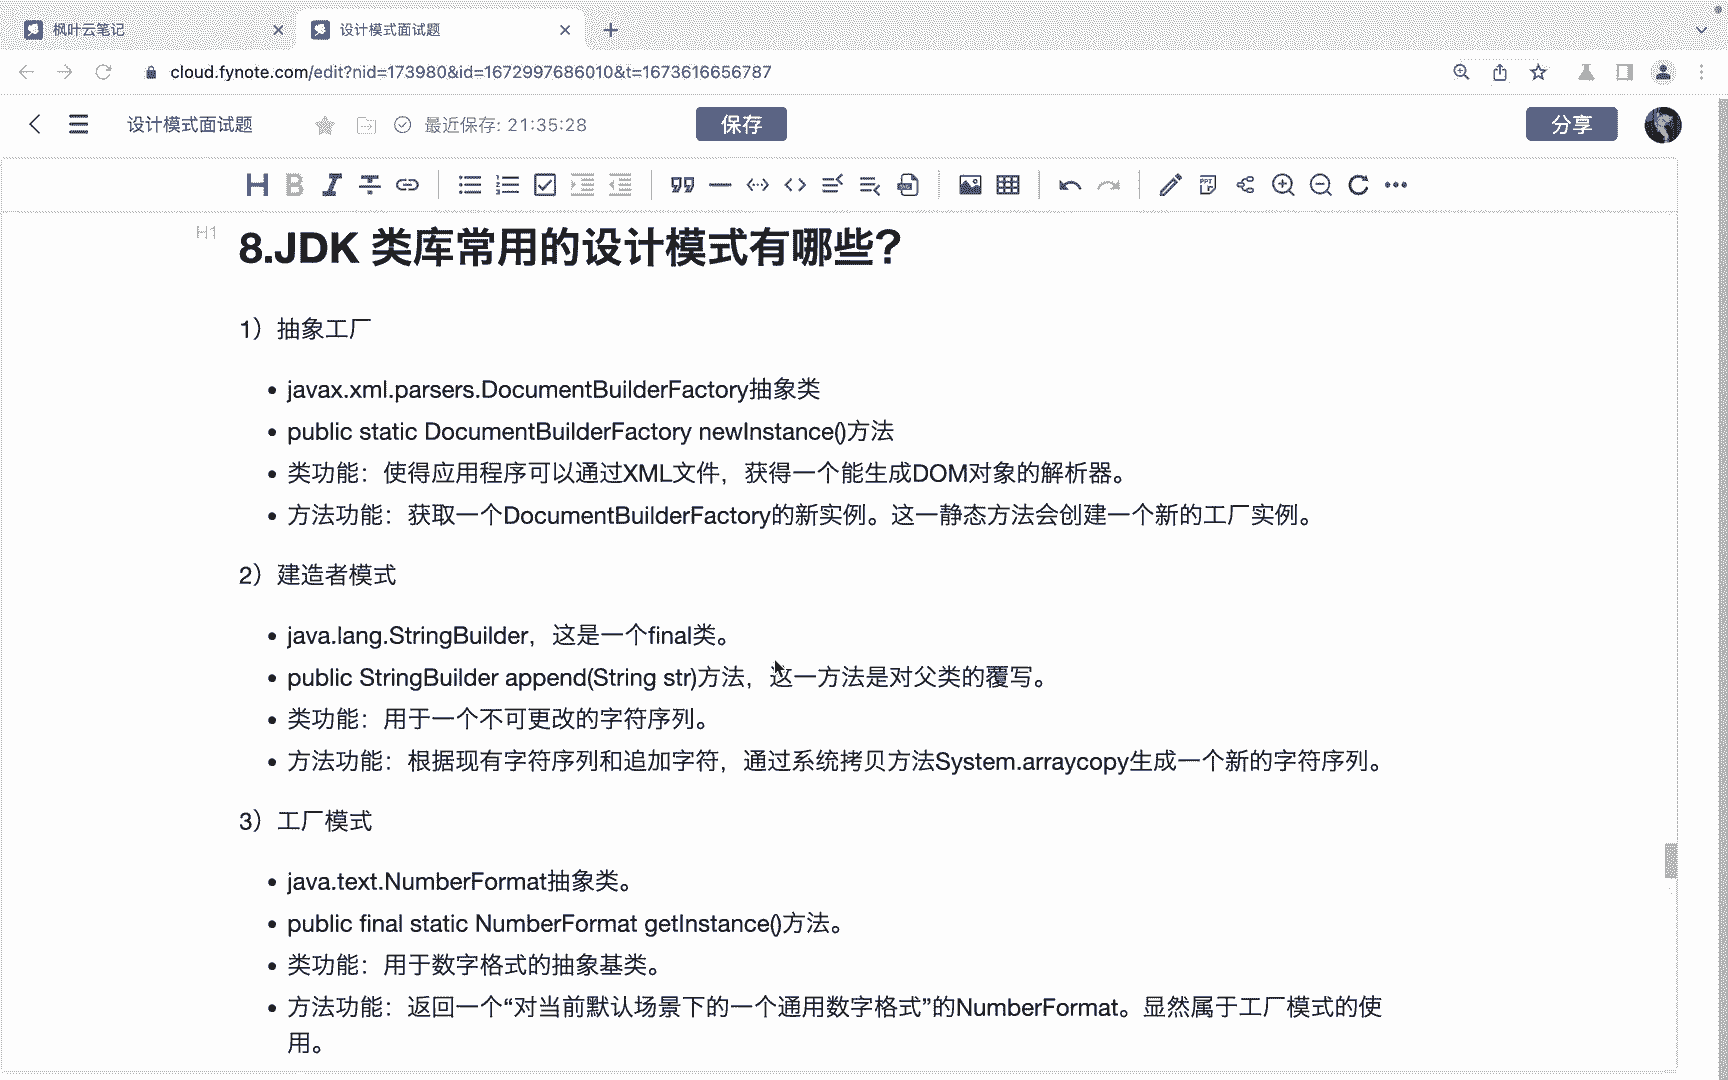 枫叶云笔记
设计模式面试题
cloud.fynote.com/edit?nid=173980&id=1672997686010&t=1673616656787
设计模式面试题
最近保存: 21:35:28
保存
分享
H1
8.JDK 类库常用的设计模式有哪些?
1）抽象工厂
• javax.xml.parsers.DocumentBuilderFactory抽象类
• public static DocumentBuilderFactory newInstance()方法
• 类功能：使得应用程序可以通过XML文件，获得一个能生成DOM对象的解析器。
• 方法功能：获取一个DocumentBuilderFactory的新实例。这一静态方法会创建一个新的工厂实例。
2）建造者模式
• java.lang.StringBuilder，这是一个final类。
• public StringBuilder append(String str)方法，这一方法是对父类的覆写。
• 类功能：用于一个不可更改的字符序列。
• 方法功能：根据现有字符序列和追加字符，通过系统拷贝方法System.arraycopy生成一个新的字符序列。
3）工厂模式
• java.text.NumberFormat抽象类。
• public final static NumberFormat getInstance()方法。
• 类功能：用于数字格式的抽象基类。
• 方法功能：返回一个“对当前默认场景下的一个通用数字格式”的NumberFormat。显然属于工厂模式的使
用。